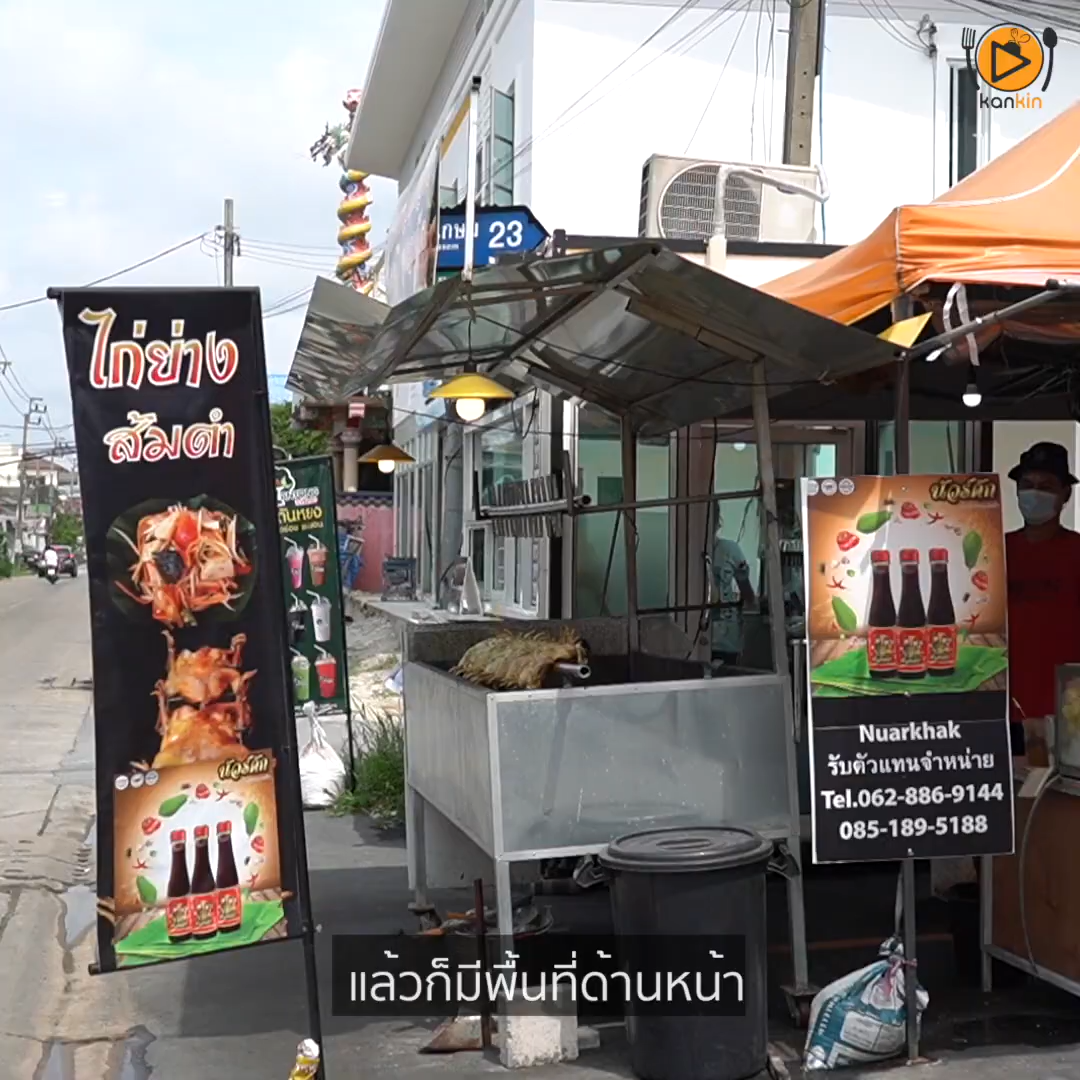 kankin
23
ไก่ย่าง
ส้มตำ
นัวร์คัก
นัวร์คัก
Nuarkhak
รับตัวแทนจำหน่าย
Tel.062-886-9144
085-189-5188
แล้วก็มีพื้นที่ด้านหน้า